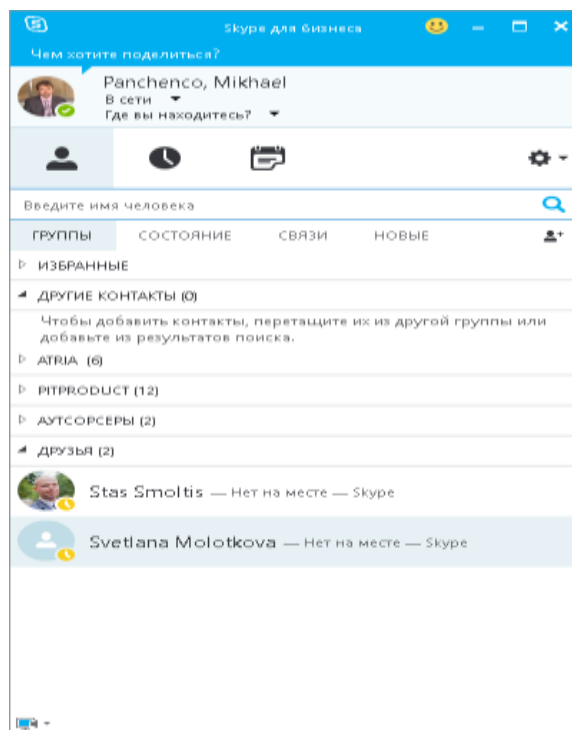 Skype для бизнеса
Чем хотите поделиться?
Panchenco, Mikhael
В сети
Где вы находитесь?
Введите имя человека
ГРУППЫ СОСТОЯНИЕ СВЯЗИ НОВЫЕ
ИЗБРАННЫЕ
ДРУГИЕ КОНТАКТЫ (0)
Чтобы добавить контакты, перетащите их из другой группы или
добавьте из результатов поиска.
ATRIA (6)
PITPRODUCT (12)
АУТСОРСЕРЫ (2)
ДРУЗЬЯ (2)
Stas Smoltis — Нет на месте — Skype
Svetlana Molotkova — Нет на месте — Skype